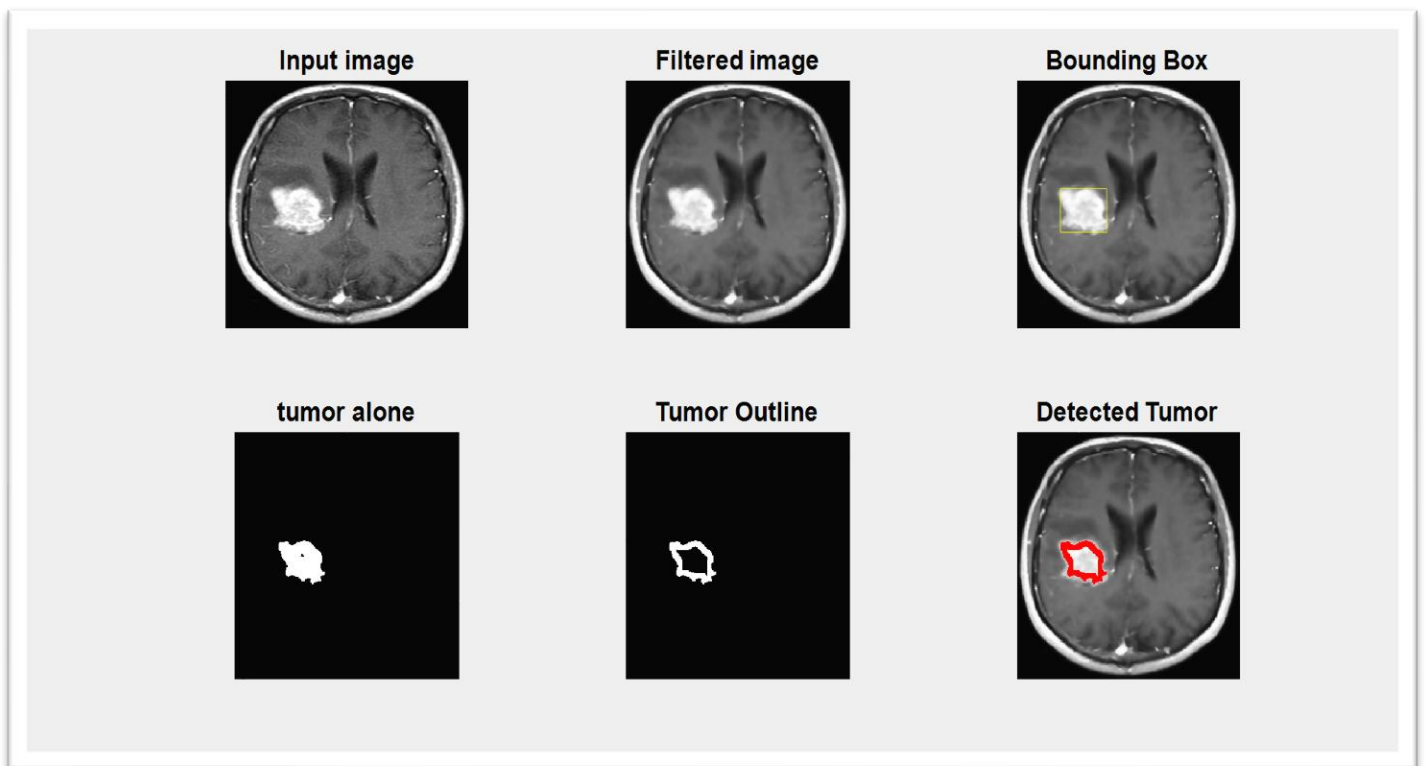 Input image
Filtered image
Bounding Box
tumor alone
Tumor Outline
Detected Tumor